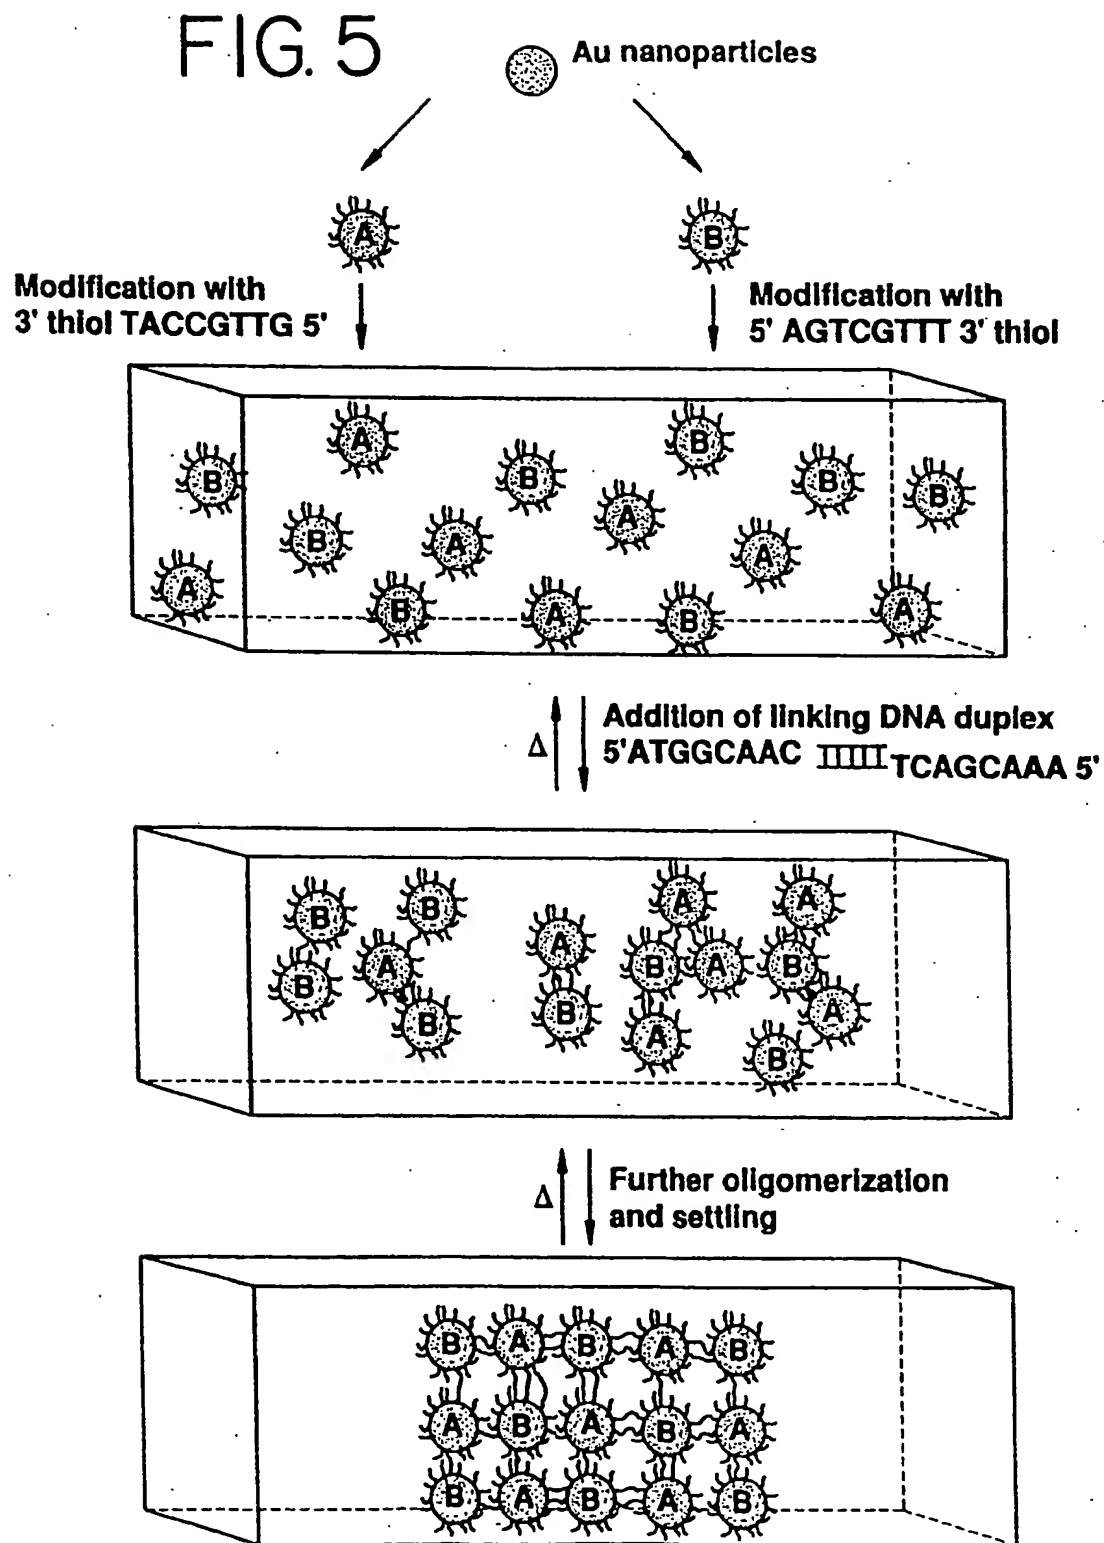 FIG. 5
Au nanoparticles
A
B
Modification with
3' thiol TACCGTTG 5'
Modification with
5' AGTCGTTT 3' thiol
A
B
B
B
B
B
A
B
A
A
A
B
A
B
A
Δ
Addition of linking DNA duplex
5'ATGGCAAC TCAGCAAA 5'
B
B
A
A
A
B
A
B
A
B
B
B
A
A
B
Δ
Further oligomerization
and settling
B A B A B
A B A B A
B A B A B